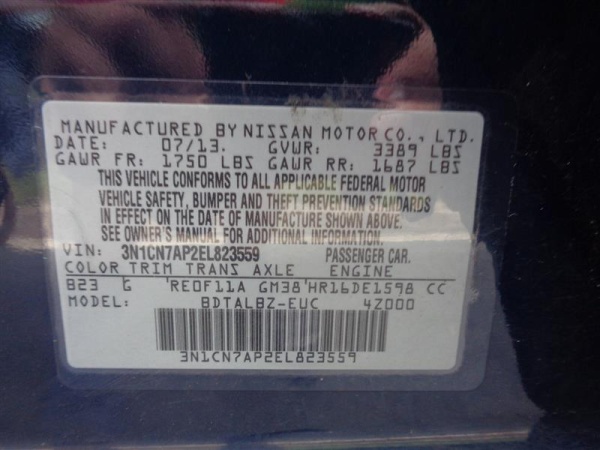 MANUFACTURED BY NISSAN MOTOR CO., LTD.
DATE: 07/13. GVWR: 3389 LBS
GAWR FR: 1750 LBS GAWR RR: 1687 LBS
THIS VEHICLE CONFORMS TO ALL APPLICABLE FEDERAL MOTOR
VEHICLE SAFETY, BUMPER AND THEFT PREVENTION STANDARDS
IN EFFECT ON THE DATE OF MANUFACTURE SHOWN ABOVE.
SEE OWNER'S MANUAL FOR ADDITIONAL INFORMATION.
VIN: 3N1CN7AP2EL823559 PASSENGER CAR.
COLOR TRIM TRANS AXLE ENGINE
B23 G 'RE0F11A GM38'HR16DE1598 CC
MODEL: BDTALBZ-EUC 4Z000
3N1CN7AP2EL823559